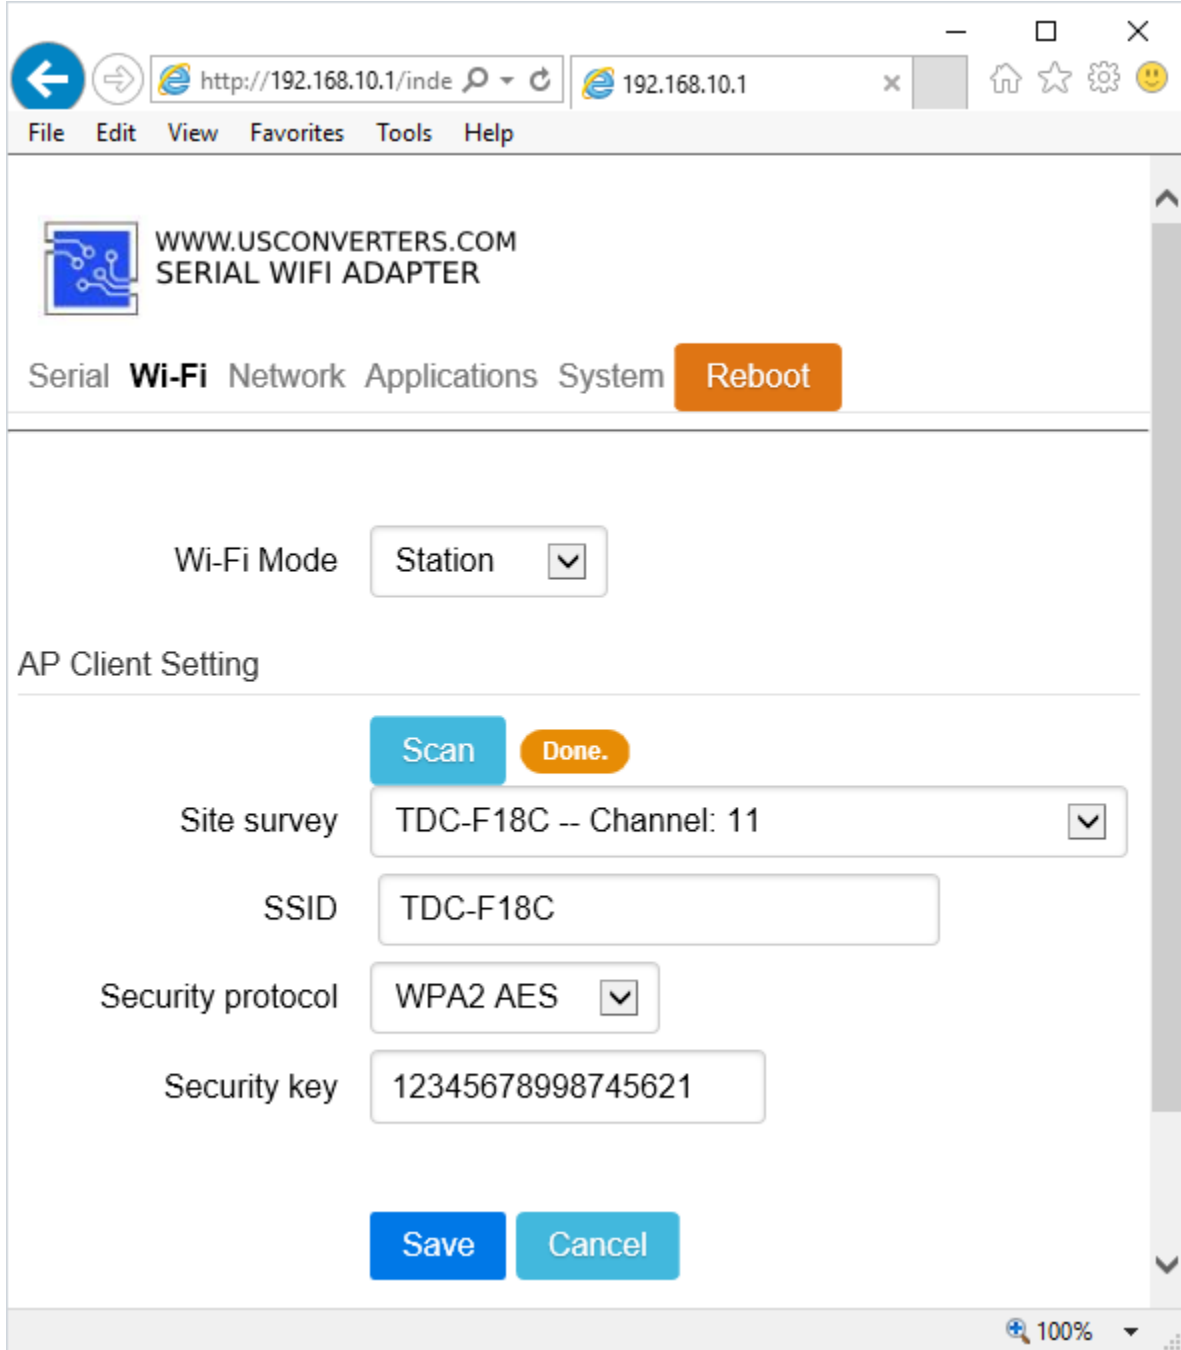 http://192.168.10.1/inde 192.168.10.1
File Edit View Favorites Tools Help
WWW.USCONVERTERS.COM
SERIAL WIFI ADAPTER
Serial Wi-Fi Network Applications System Reboot
Wi-Fi Mode Station
AP Client Setting
Scan Done.
Site survey TDC-F18C -- Channel: 11
SSID TDC-F18C
Security protocol WPA2 AES
Security key 12345678998745621
Save Cancel
100%